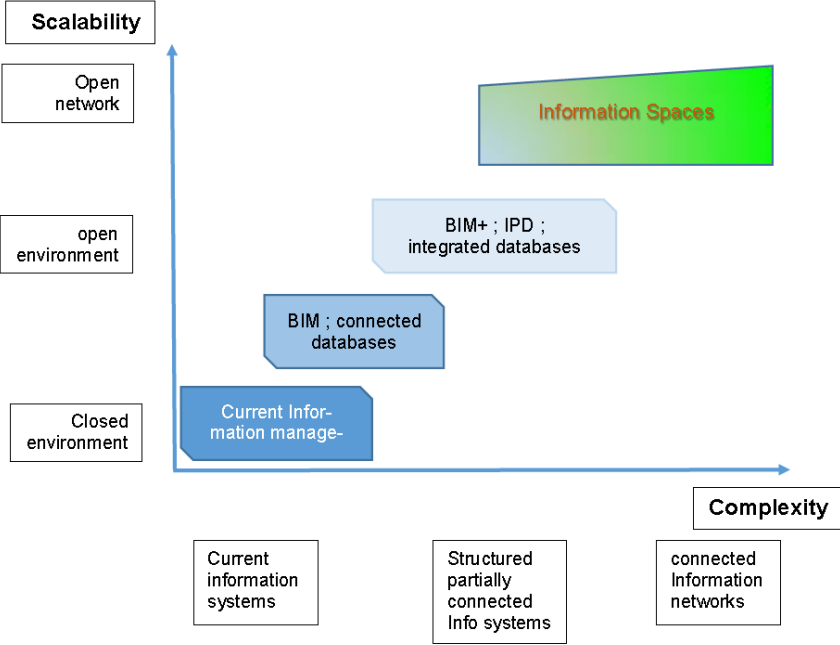 Scalability
Open
network
Information Spaces
open
environment
BIM+ ; IPD ;
integrated databases
BIM ; connected
databases
Closed
environment
Current Infor-
mation manage-
Complexity
Current
information
systems
Structured
partially
connected
Info systems
connected
Information
networks